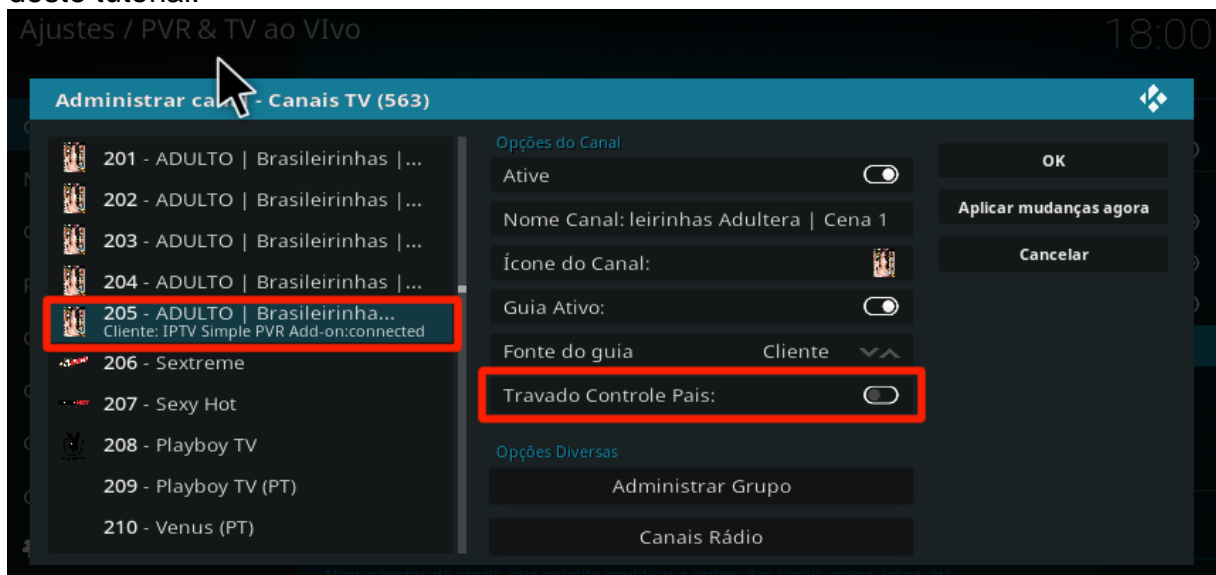 deste tutorial.
Ajustes / PVR & TV ao VIvo
18:00
Administrar - Canais TV (563)
201 - ADULTO | Brasileirinhas |...
202 - ADULTO | Brasileirinhas |...
203 - ADULTO | Brasileirinhas |...
204 - ADULTO | Brasileirinhas |...
205 - ADULTO | Brasileirinha...
Cliente: IPTV Simple PVR Add-on:connected
206 - Sextreme
207 - Sexy Hot
208 - Playboy TV
209 - Playboy TV (PT)
210 - Venus (PT)
Opções do Canal
Ative
Nome Canal: leirinhas Adultera | Cena 1
Ícone do Canal:
Guia Ativo:
Fonte do guia Cliente
Travado Controle Pais:
Opções Diversas
Administrar Grupo
Canais Rádio
OK
Aplicar mudanças agora
Cancelar